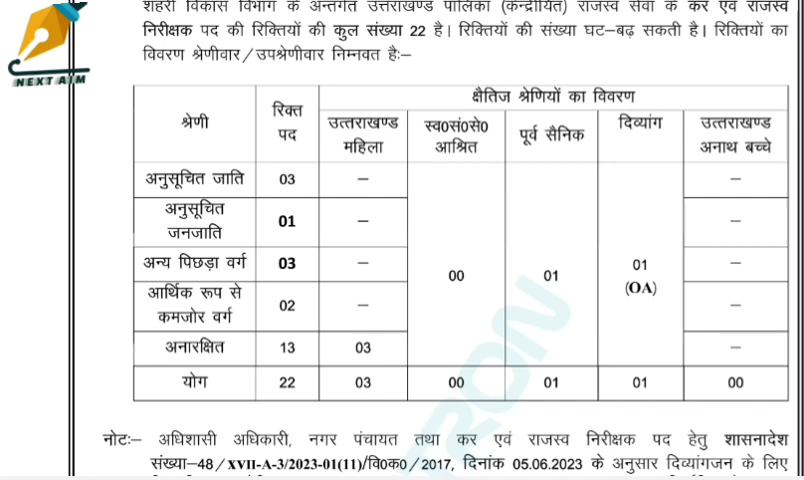 शहरी विकास विभाग के अन्तर्गत उत्तराखण्ड पालिका (केन्द्रीयित) राजस्व सेवा के कर एवं राजस्व
निरीक्षक पद की रिक्तियों की कुल संख्या 22 है। रिक्तियों की संख्या घट–बढ़ सकती है। रिक्तियों का
विवरण श्रेणीवार/उपश्रेणीवार निम्नवत हैः–
NEXT AIM
श्रेणी रिक्त पद क्षैतिज श्रेणियों का विवरण
उत्तराखण्ड महिला स्व0सं0से0 आश्रित पूर्व सैनिक दिव्यांग उत्तराखण्ड अनाथ बच्चे
अनुसूचित जाति 03 – –
अनुसूचित जनजाति 01 – –
अन्य पिछड़ा वर्ग 03 – 00 01 01 (OA) –
आर्थिक रूप से कमजोर वर्ग 02 – –
अनारक्षित 13 03 –
योग 22 03 00 01 01 00
नोटः– अधिशासी अधिकारी, नगर पंचायत तथा कर एवं राजस्व निरीक्षक पद हेतु शासनादेश
संख्या–48/XVII-A-3/2023-01(11)/वि0क0/2017, दिनांक 05.06.2023 के अनुसार दिव्यांगजन के लिए